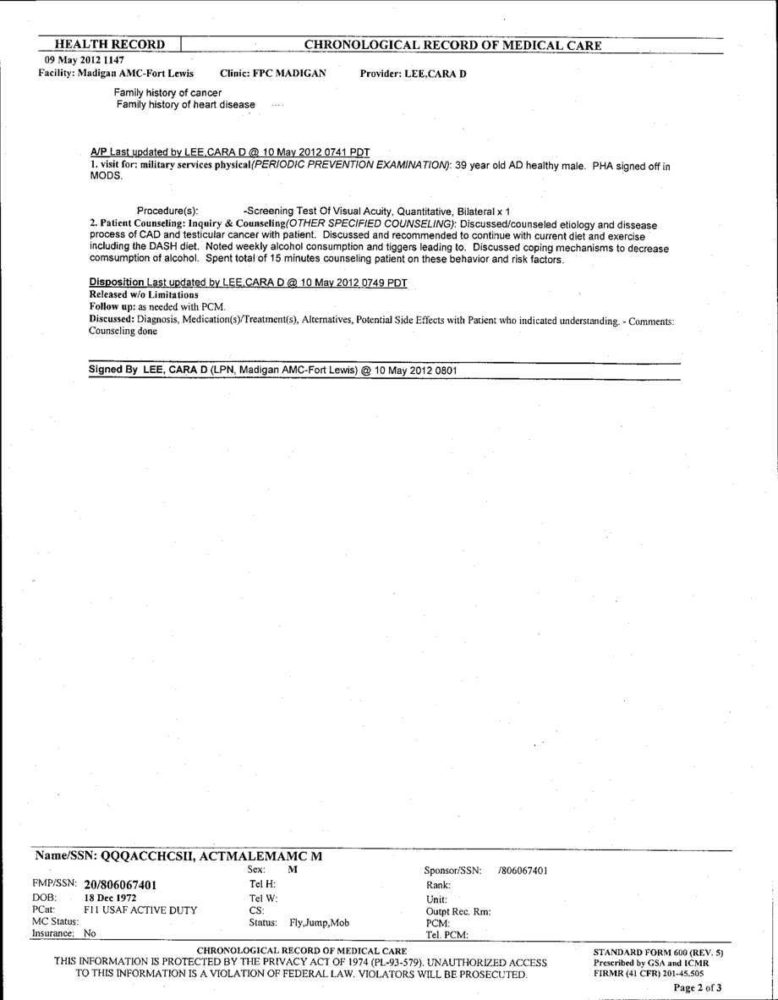 HEALTH RECORD CHRONOLOGICAL RECORD OF MEDICAL CARE
09 May 2012 1147
Facility: Madigan AMC-Fort Lewis Clinic: FPC MADIGAN Provider: LEE,CARA D
Family history of cancer
Family history of heart disease
A/P Last updated by LEE,CARA D @ 10 May 2012 0741 PDT
1. visit for: military services physical(PERIODIC PREVENTION EXAMINATION): 39 year old AD healthy male. PHA signed off in
MODS.
Procedure(s): -Screening Test Of Visual Acuity, Quantitative, Bilateral x 1
2. Patient Counseling: Inquiry & Counseling(OTHER SPECIFIED COUNSELING): Discussed/counseled etiology and dissease
process of CAD and testicular cancer with patient. Discussed and recommended to continue with current diet and exercise
including the DASH diet. Noted weekly alcohol consumption and tiggers leading to. Discussed coping mechanisms to decrease
comsumption of alcohol. Spent total of 15 minutes counseling patient on these behavior and risk factors.
Disposition Last updated by LEE,CARA D @ 10 May 2012 0749 PDT
Released w/o Limitations
Follow up: as needed with PCM.
Discussed: Diagnosis, Medication(s)/Treatment(s), Alternatives, Potential Side Effects with Patient who indicated understanding. - Comments:
Counseling done
Signed By LEE, CARA D (LPN, Madigan AMC-Fort Lewis) @ 10 May 2012 0801
Name/SSN: QQQACCHCSII, ACTMALEMAMC M
Sex: M Sponsor/SSN: /806067401
FMP/SSN: 20/806067401 Tel H: Rank:
DOB: 18 Dec 1972 Tel W: Unit:
PCat: F11 USAF ACTIVE DUTY CS: Outpt Rec. Rm:
MC Status: Status: Fly,Jump,Mob PCM:
Insurance: No Tel. PCM:
CHRONOLOGICAL RECORD OF MEDICAL CARE STANDARD FORM 600 (REV. 5)
THIS INFORMATION IS PROTECTED BY THE PRIVACY ACT OF 1974 (PL-93-579). UNAUTHORIZED ACCESS Prescribed by GSA and ICMR
TO THIS INFORMATION IS A VIOLATION OF FEDERAL LAW. VIOLATORS WILL BE PROSECUTED. FIRMR (41 CFR) 201-45.505
Page 2 of 3